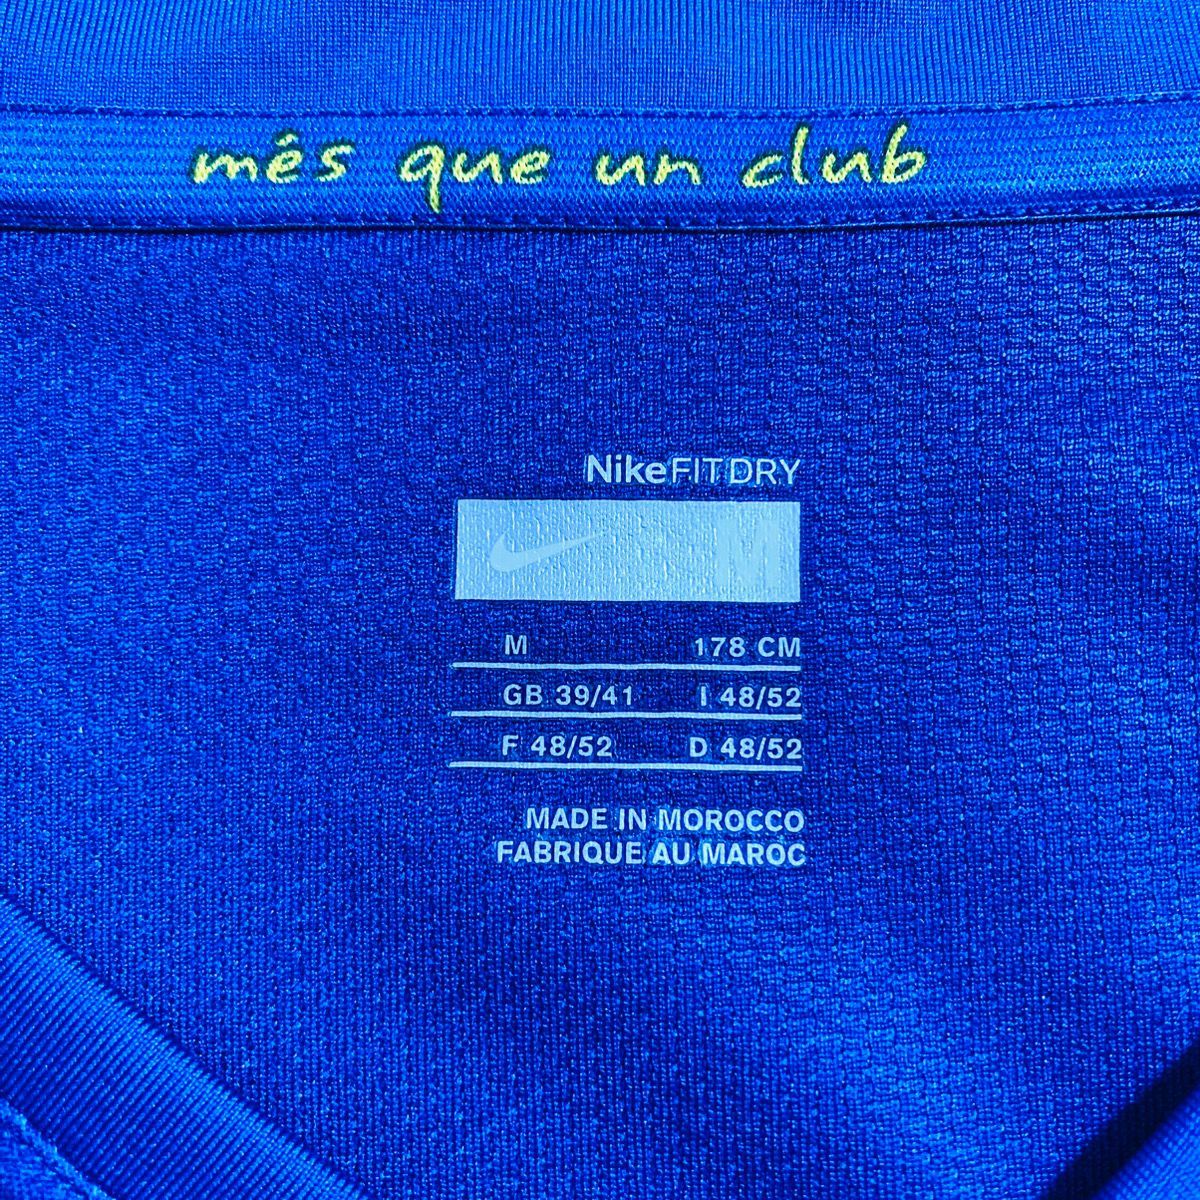 més que un club
NikeFITDRY
M
M 178 CM
GB 39/41 I 48/52
F 48/52 D 48/52
MADE IN MOROCCO
FABRIQUE AU MAROC